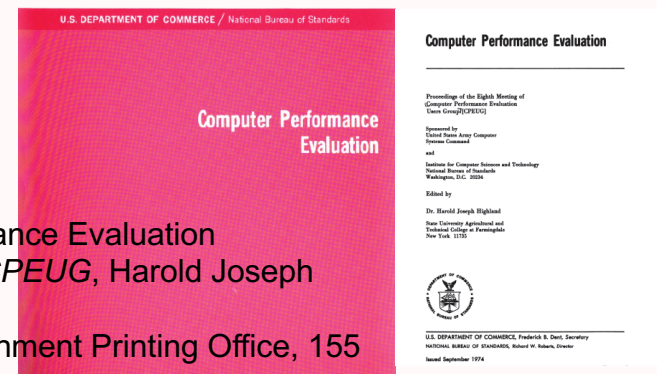 U.S. DEPARTMENT OF COMMERCE / National Bureau of Standards
Computer Performance
Evaluation
ance Evaluation
CPEUG, Harold Joseph
nment Printing Office, 155
Computer Performance Evaluation
Proceedings of the Eighth Meeting of
Computer Performance Evaluation
Users Group [CPEUG]
Sponsored by
United States Army Computer
Systems Command
and
Institute for Computer Sciences and Technology
National Bureau of Standards
Washington, D.C. 20234
Edited by
Dr. Harold Joseph Highland
State University Agricultural and
Technical College at Farmingdale
New York 11735
U.S. DEPARTMENT OF COMMERCE, Frederick B. Dent, Secretary
NATIONAL BUREAU OF STANDARDS, Richard W. Roberts, Director
Issued September 1974